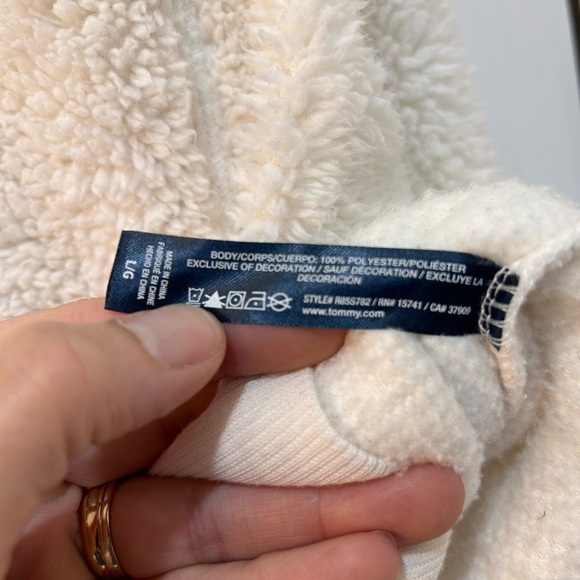 BODY/CORPS/CUERPO: 100% POLYESTER/POLIÉSTER
EXCLUSIVE OF DECORATION / SAUF DÉCORATION / EXCLUYE LA
DECORACIÓN
STYLE# R85S782 / RN# 15741 / CA# 37909
www.tommy.com
MADE IN CHINA
FABRIQUÉ EN CHINE
HECHO EN CHINA
L/G